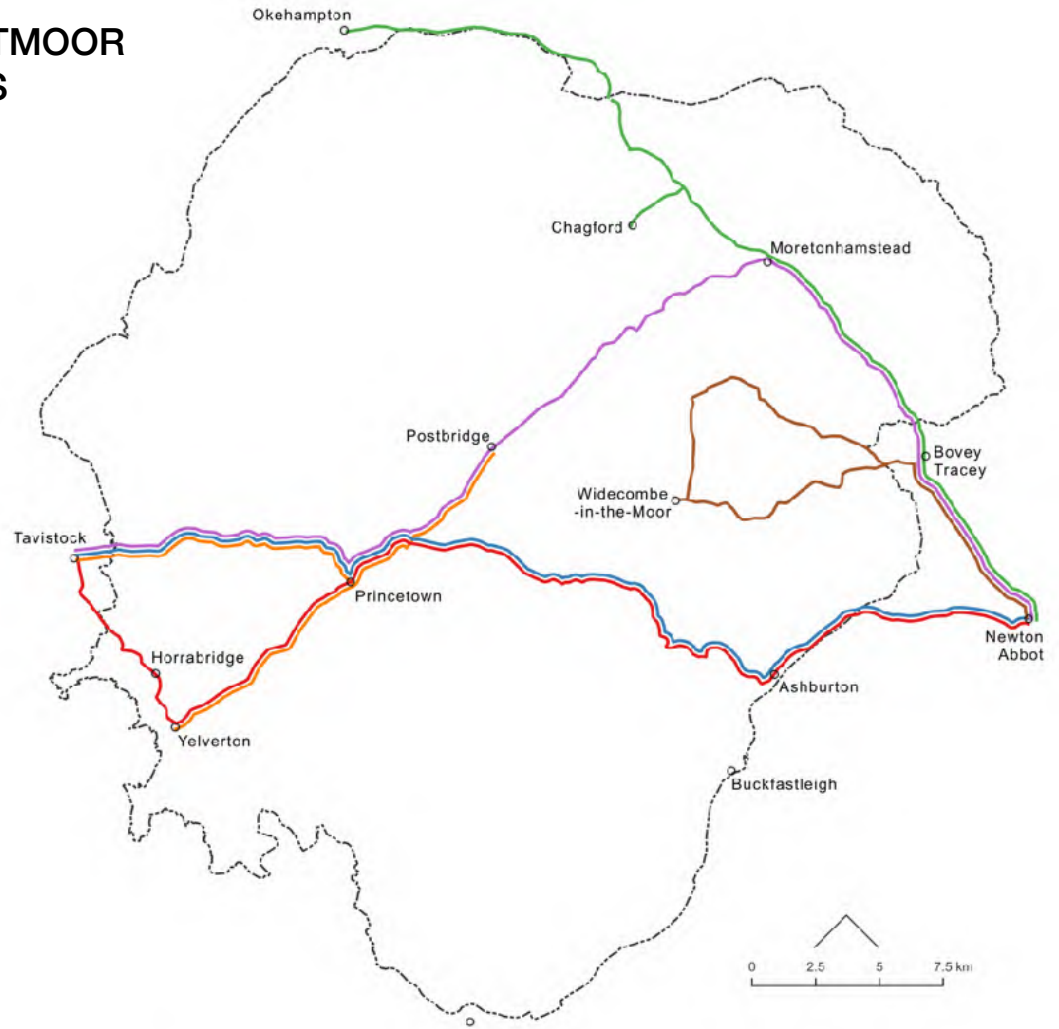 TMOOR
S
Okehampton
Chagford
Moretonhamstead
Postbridge
Bovey
Tracey
Widecombe
-in-the-Moor
Tavistock
Princetown
Newton
Abbot
Horrabridge
Ashburton
Yelverton
Buckfastleigh
0 2.5 5 7.5 km